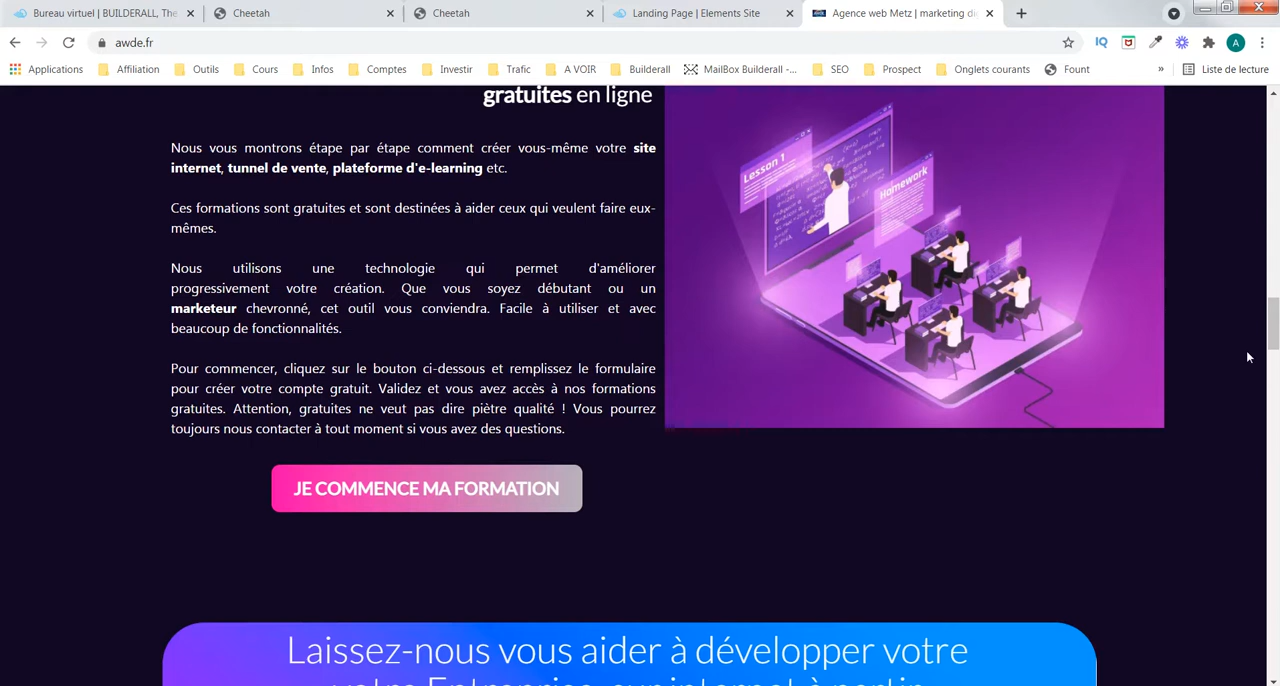 Bureau virtuel | BUILDERALL, The
Cheetah
Cheetah
Landing Page | Elements Site
Agence web Metz | marketing di
awde.fr
Applications
Affiliation
Outils
Cours
Infos
Comptes
Investir
Trafic
A VOIR
Builderall
MailBox Builderall -...
SEO
Prospect
Onglets courants
Fount
»
Liste de lecture
IQ
A
gratuites en ligne
Nous vous montrons étape par étape comment créer vous-même votre site
internet, tunnel de vente, plateforme d'e-learning etc.
Ces formations sont gratuites et sont destinées à aider ceux qui veulent faire eux-
mêmes.
Nous utilisons une technologie qui permet d'améliorer
progressivement votre création. Que vous soyez débutant ou un
marketeur chevronné, cet outil vous conviendra. Facile à utiliser et avec
beaucoup de fonctionnalités.
Pour commencer, cliquez sur le bouton ci-dessous et remplissez le formulaire
pour créer votre compte gratuit. Validez et vous avez accès à nos formations
gratuites. Attention, gratuites ne veut pas dire piètre qualité ! Vous pourrez
toujours nous contacter à tout moment si vous avez des questions.
JE COMMENCE MA FORMATION
Lesson 1
Homework
Laissez-nous vous aider à développer votre
votre Entreprise sur internet à partir